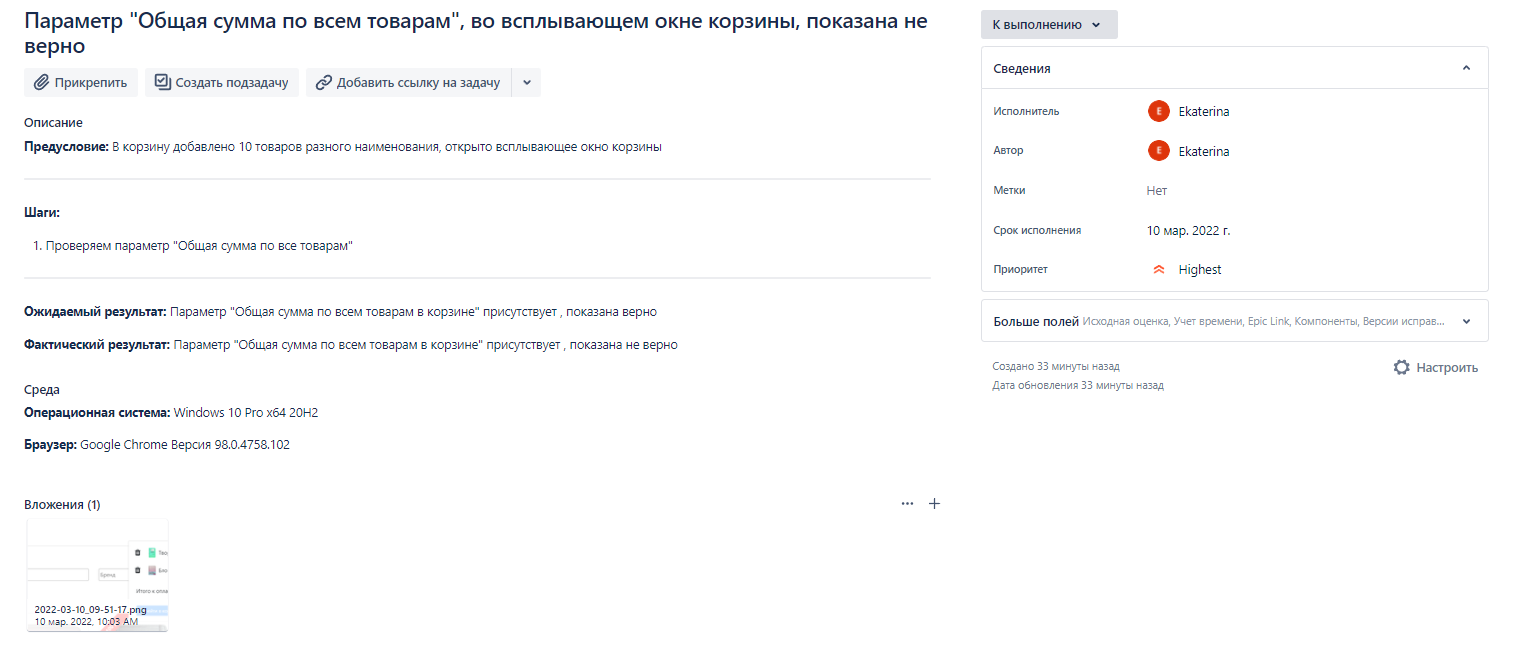 Параметр "Общая сумма по всем товарам", во всплывающем окне корзины, показана не
верно
Прикрепить
Создать подзадачу
Добавить ссылку на задачу
Описание
Предусловие: В корзину добавлено 10 товаров разного наименования, открыто всплывающее окно корзины
Шаги:
1. Проверяем параметр "Общая сумма по все товарам"
Ожидаемый результат: Параметр "Общая сумма по всем товарам в корзине" присутствует , показана верно
Фактический результат: Параметр "Общая сумма по всем товарам в корзине" присутствует , показана не верно
Среда
Операционная система: Windows 10 Pro x64 20H2
Браузер: Google Chrome Версия 98.0.4758.102
Вложения (1)
Бренд
Итого к опла
2022-03-10_09-51-17.png
10 мар. 2022, 10:03 AM
К выполнению
Сведения
Исполнитель
E Ekaterina
Автор
E Ekaterina
Метки
Нет
Срок исполнения
10 мар. 2022 г.
Приоритет
Highest
Больше полей Исходная оценка, Учет времени, Epic Link, Компоненты, Версии исправ...
Создано 33 минуты назад
Настроить
Дата обновления 33 минуты назад